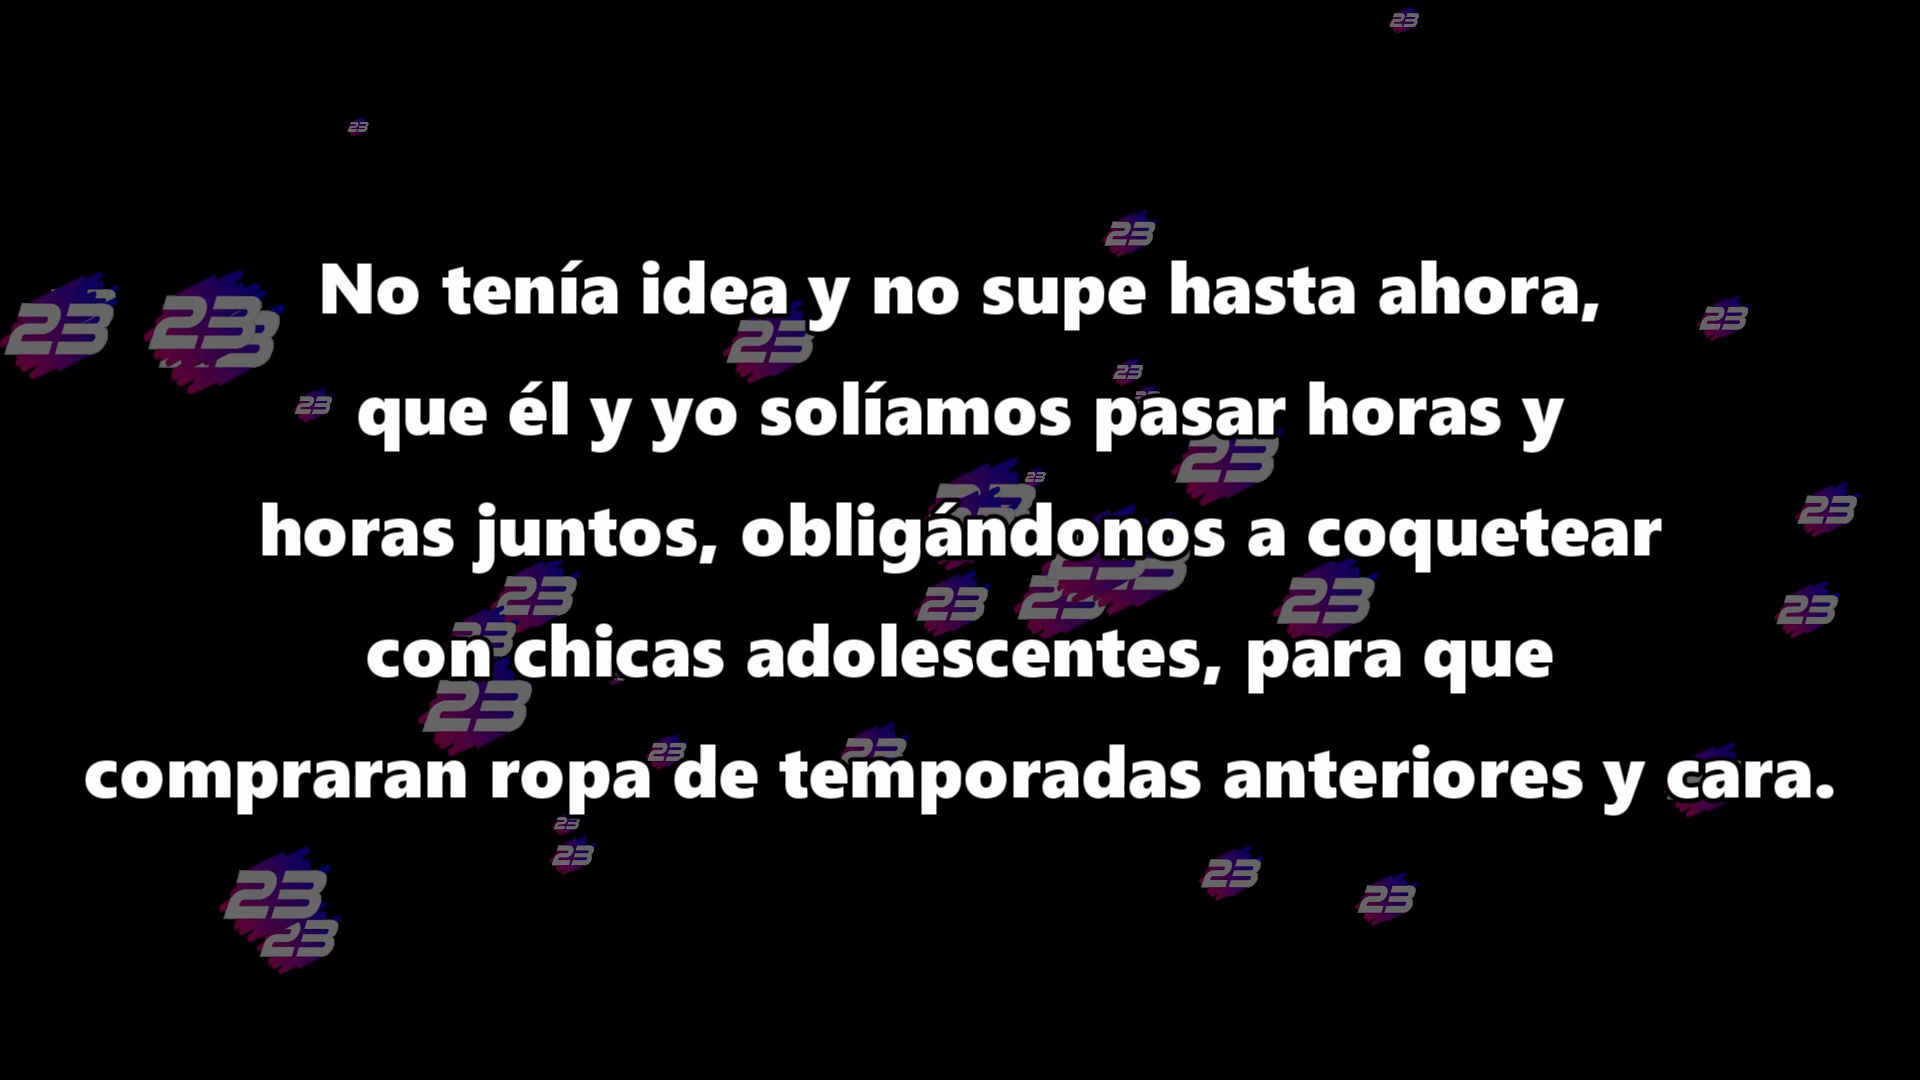 No tenía idea y no supe hasta ahora,
que él y yo solíamos pasar horas y
horas juntos, obligándonos a coquetear
con chicas adolescentes, para que
compraran ropa de temporadas anteriores y cara.
23